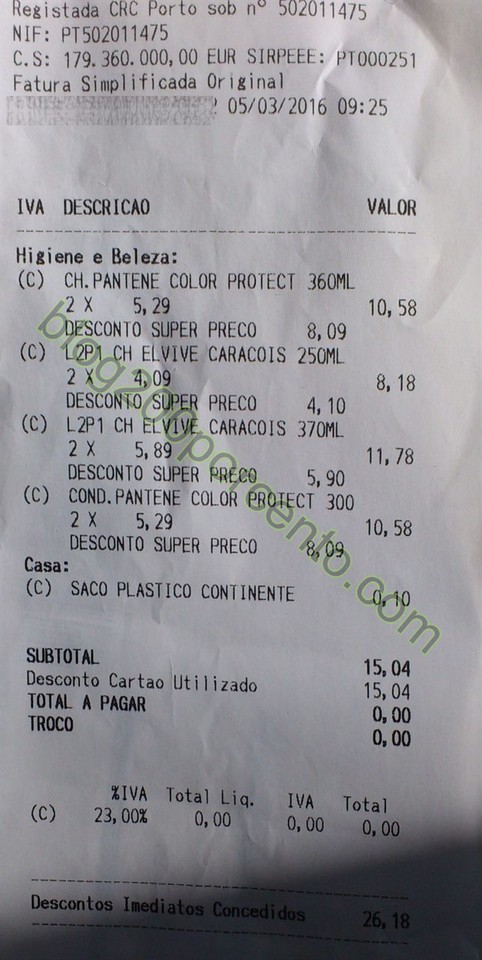 Registada CRC Porto sob nº 502011475
NIF: PT502011475
C.S: 179.360.000,00 EUR SIRPEEE: PT000251
Fatura Simplificada Original
05/03/2016 09:25
IVA DESCRICAO VALOR
Higiene e Beleza:
(C) CH.PANTENE COLOR PROTECT 360ML
2 X 5,29 10,58
DESCONTO SUPER PRECO 8,09
(C) L2P1 CH ELVIVE CARACOIS 250ML
2 X 4,09 8,18
DESCONTO SUPER PRECO 4,10
(C) L2P1 CH ELVIVE CARACOIS 370ML
2 X 5,89 11,78
DESCONTO SUPER PRECO 5,90
(C) COND.PANTENE COLOR PROTECT 300
2 X 5,29 10,58
DESCONTO SUPER PRECO 8,09
Casa:
(C) SACO PLASTICO CONTINENTE 0,10
SUBTOTAL 15,04
Desconto Cartao Utilizado 15,04
TOTAL A PAGAR 0,00
TROCO 0,00
%IVA Total Liq. IVA Total
(C) 23,00% 0,00 0,00 0,00
Descontos Imediatos Concedidos 26,18
blog200porcento.com